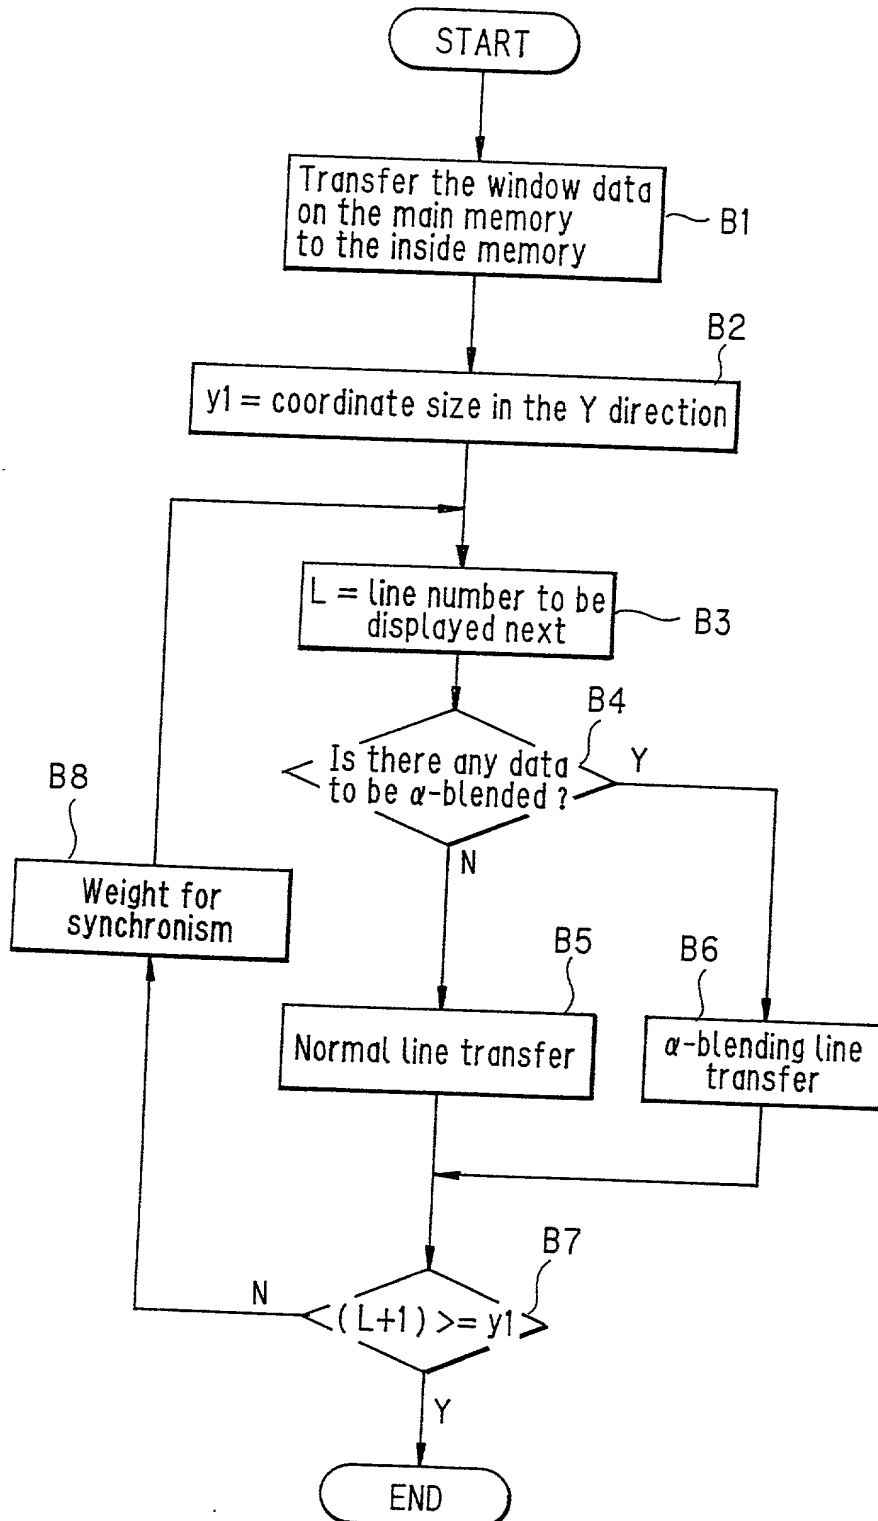 START
Transfer the window data
on the main memory
to the inside memory
B1
B2
y1 = coordinate size in the Y direction
L = line number to be
displayed next
B3
B4
Is there any data
to be α-blended ?
Y
N
B8
Weight for
synchronism
B5
Normal line transfer
B6
α-blending line
transfer
B7
(L+1) >= y1
N
Y
END